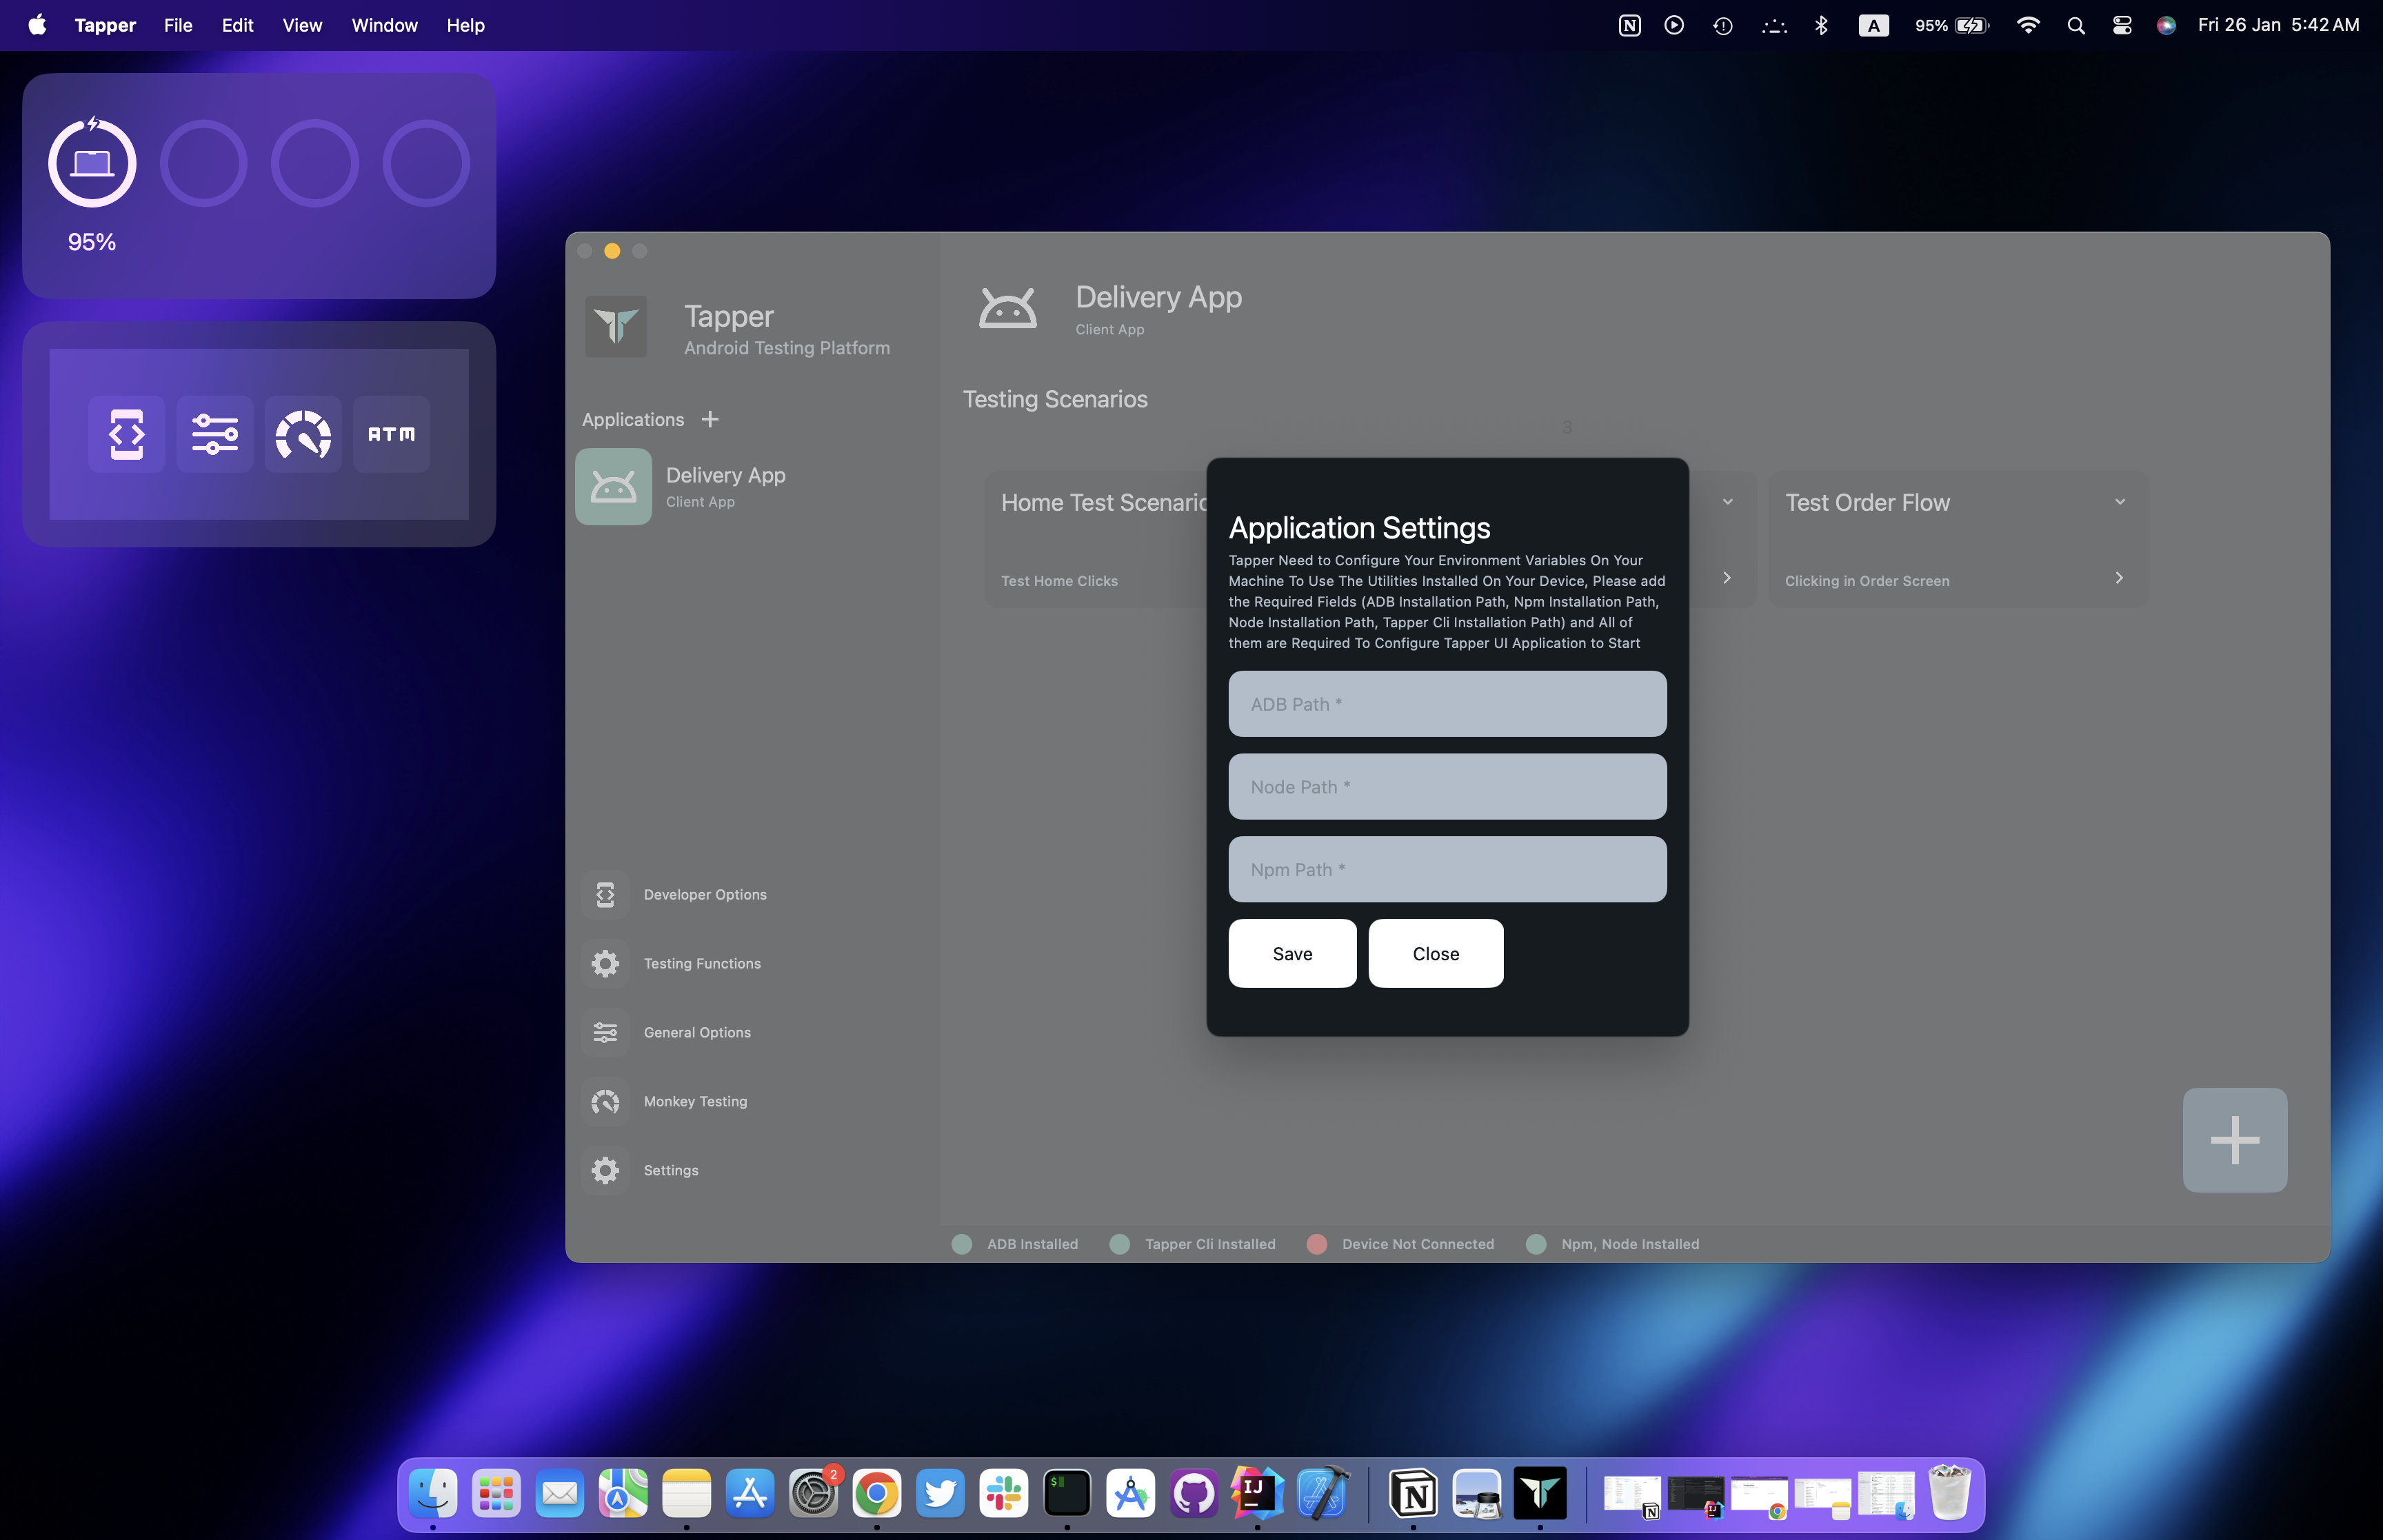 Tapper File Edit View Window Help
N A 95% Fri 26 Jan 5:42 AM
95%
ATM
Tapper
Android Testing Platform
Applications
Delivery App
Client App
Developer Options
Testing Functions
General Options
Monkey Testing
Settings
Delivery App
Client App
Testing Scenarios
3
Home Test Scenario
Test Home Clicks
Test Order Flow
Clicking in Order Screen
Application Settings
Tapper Need to Configure Your Environment Variables On Your
Machine To Use The Utilities Installed On Your Device, Please add
the Required Fields (ADB Installation Path, Npm Installation Path,
Node Installation Path, Tapper Cli Installation Path) and All of
them are Required To Configure Tapper UI Application to Start
ADB Path *
Node Path *
Npm Path *
Save Close
ADB Installed Tapper Cli Installed Device Not Connected Npm, Node Installed
2 $ IJ N